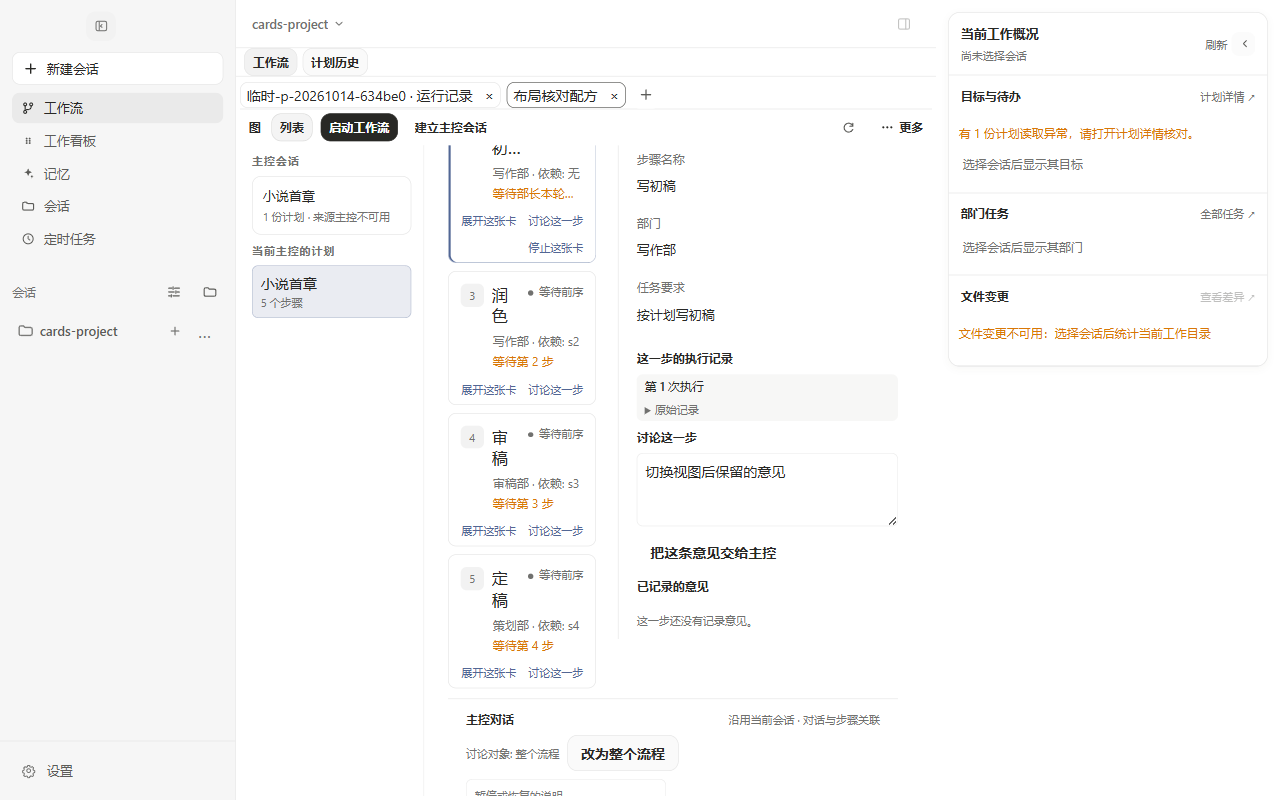 新建会话
工作流
工作看板
记忆
会话
定时任务
会话
cards-project
+
...
设置
cards-project
工作流
计划历史
临时-p-20261014-634be0 · 运行记录 ×
布局核对配方 ×
+
图
列表
启动工作流
建立主控会话
··· 更多
主控会话
小说首章
1 份计划 · 来源主控不可用
当前主控的计划
小说首章
5 个步骤
初...
写作部 · 依赖: 无
等待部长本轮...
展开这张卡 讨论这一步
停止这张卡
3
润色
等待前序
写作部 · 依赖: s2
等待第 2 步
展开这张卡 讨论这一步
4
审稿
等待前序
审稿部 · 依赖: s3
等待第 3 步
展开这张卡 讨论这一步
5
定稿
等待前序
策划部 · 依赖: s4
等待第 4 步
展开这张卡 讨论这一步
步骤名称
写初稿
部门
写作部
任务要求
按计划写初稿
这一步的执行记录
第 1 次执行
▶ 原始记录
讨论这一步
切换视图后保留的意见
把这条意见交给主控
已记录的意见
这一步还没有记录意见。
主控对话
沿用当前会话 · 对话与步骤关联
讨论对象: 整个流程
改为整个流程
暂停或恢复的说明
当前工作概况
尚未选择会话
刷新
目标与待办
计划详情 ↗
有 1 份计划读取异常，请打开计划详情核对。
选择会话后显示其目标
部门任务
全部任务 ↗
选择会话后显示其部门
文件变更
查看差异 ↗
文件变更不可用：选择会话后统计当前工作目录